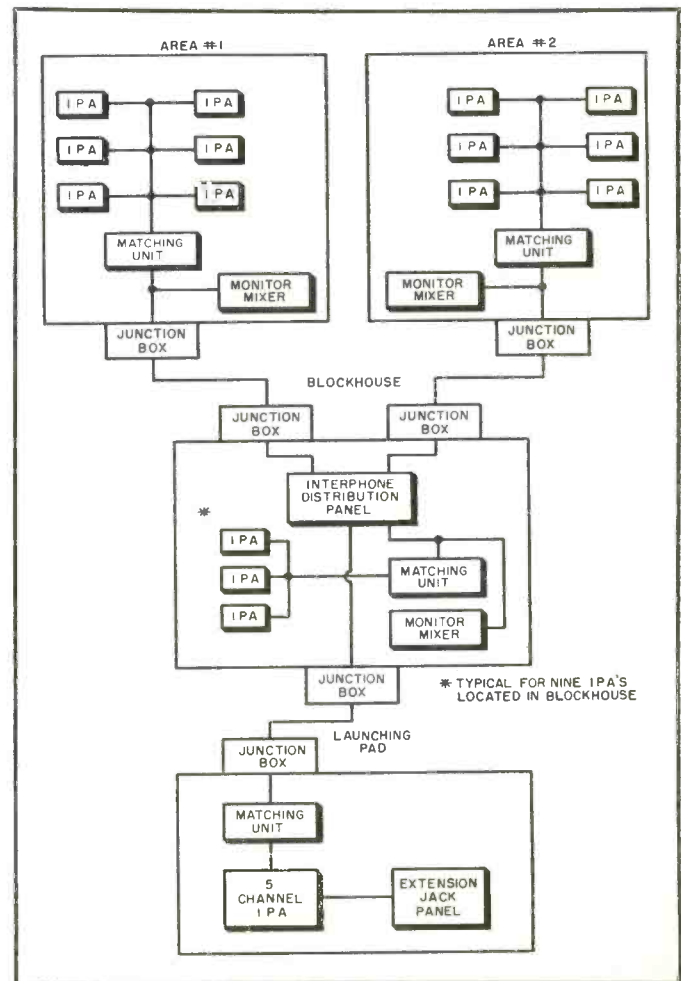 AREA #1
AREA #2
IPA
IPA
IPA
IPA
IPA
IPA
IPA
IPA
IPA
IPA
IPA
IPA
MATCHING
UNIT
MATCHING
UNIT
MONITOR
MIXER
MONITOR
MIXER
JUNCTION
BOX
JUNCTION
BOX
BLOCKHOUSE
JUNCTION
BOX
JUNCTION
BOX
INTERPHONE
DISTRIBUTION
PANEL
*
IPA
IPA
IPA
MATCHING
UNIT
MONITOR
MIXER
JUNCTION
BOX
* TYPICAL FOR NINE IPA'S
LOCATED IN BLOCKHOUSE
LAUNCHING
PAD
JUNCTION
BOX
MATCHING
UNIT
5
CHANNEL
IPA
EXTENSION
JACK
PANEL